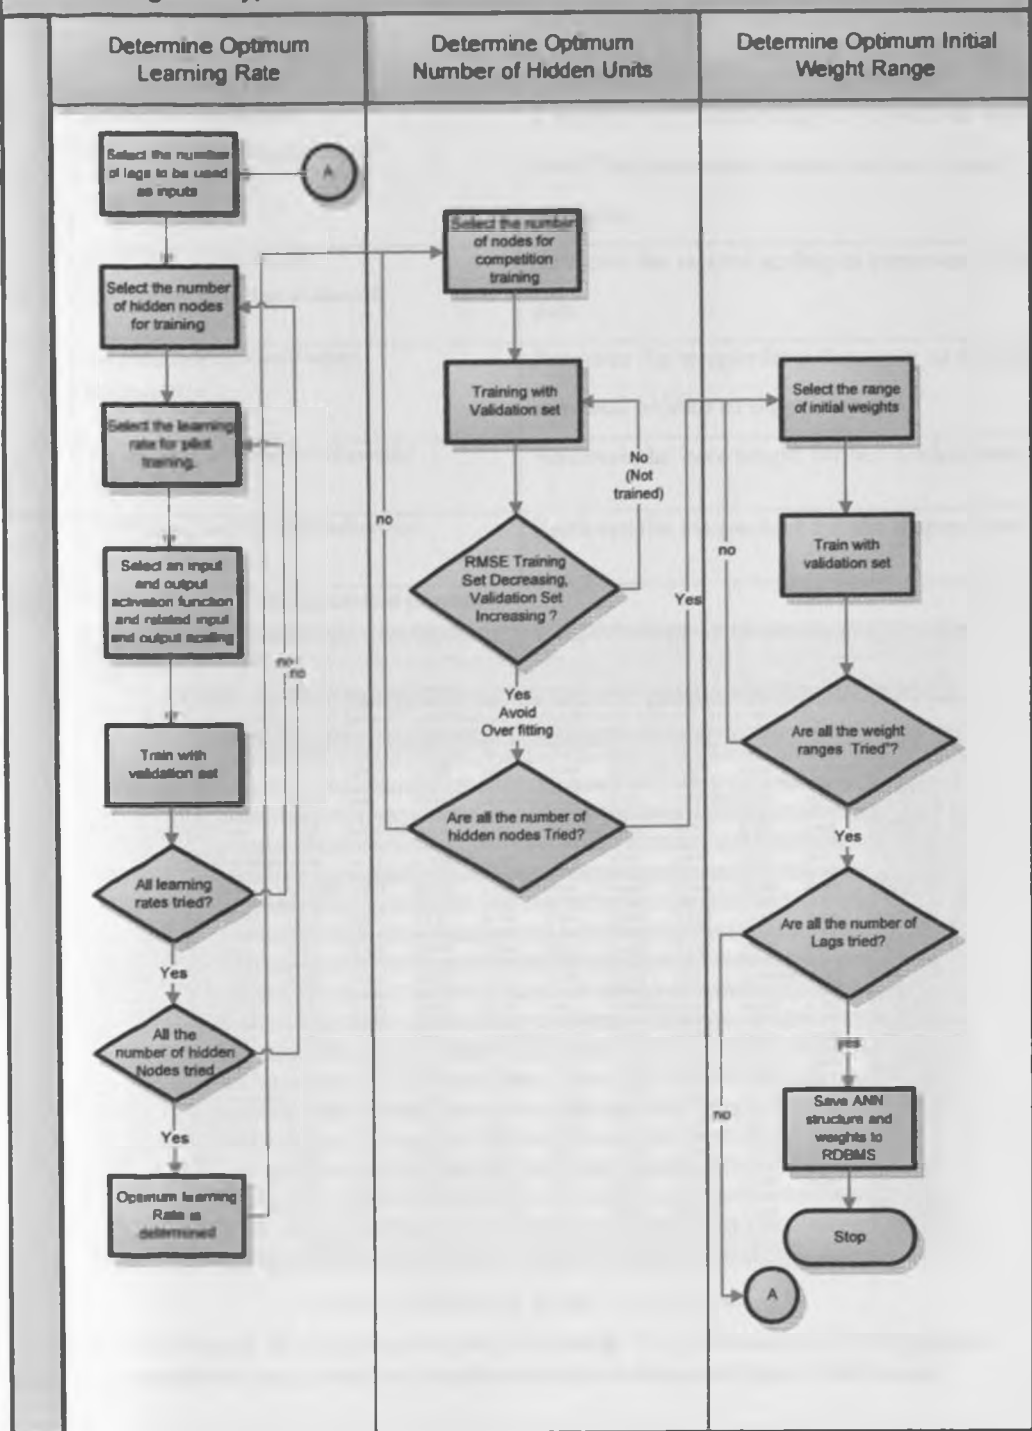 Determine Optimum
Learning Rate
Determine Optimum
Number of Hidden Units
Determine Optimum Initial
Weight Range
Select the number
of lags to be used
as inputs
A
Select the number
of hidden nodes
for training
Select the learning
rate for pilot
training.
Select an input
and output
activation function
and related input
and output scaling
no
no
Train with
validation set
All learning
rates tried?
Yes
All the
number of hidden
Nodes tried
Yes
Optimum learning
Rate is
determined
Select the number
of nodes for
competition
training
Training with
Validation set
No
(Not
trained)
no
RMSE Training
Set Decreasing,
Validation Set
Increasing ?
Yes
Yes
Avoid
Over fitting
Are all the number of
hidden nodes Tried?
Select the range
of initial weights
no
Train with
validation set
Are all the weight
ranges Tried"?
Yes
Are all the number of
Lags tried?
yes
no
Save ANN
structure and
weights to
RDBMS
Stop
A